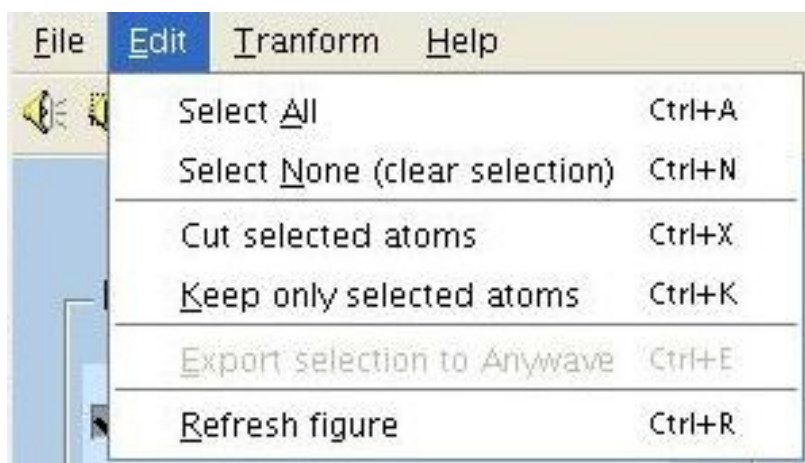 File Edit Tranform Help
Select All Ctrl+A
Select None (clear selection) Ctrl+N
Cut selected atoms Ctrl+X
Keep only selected atoms Ctrl+K
Export selection to Anywave Ctrl+E
Refresh figure Ctrl+R